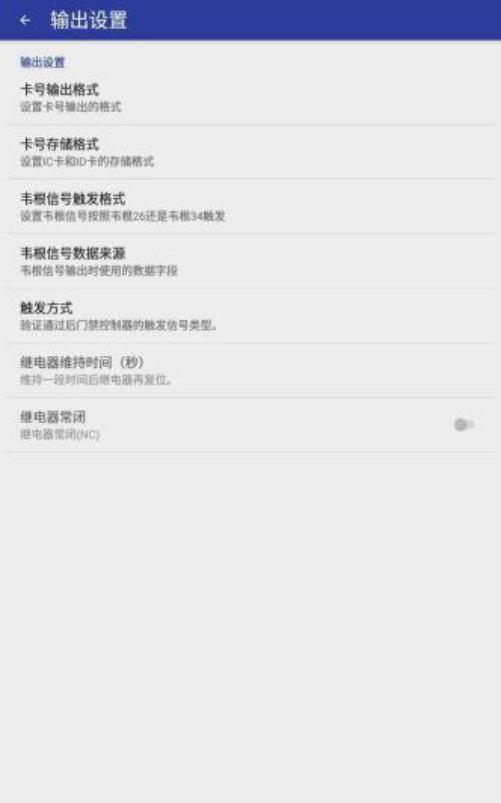 输出设置
输出设置
卡号输出格式
设置卡号输出的格式
卡号存储格式
设置IC卡和ID卡的存储格式
韦根信号触发格式
设置韦根信号按照韦根26还是韦根34触发
韦根信号数据来源
韦根信号输出时使用的数据字段
触发方式
验证通过后门禁控制器的触发信号类型。
继电器维持时间（秒）
维持一段时间后继电器再复位。
继电器常闭
继电器常闭(NC)